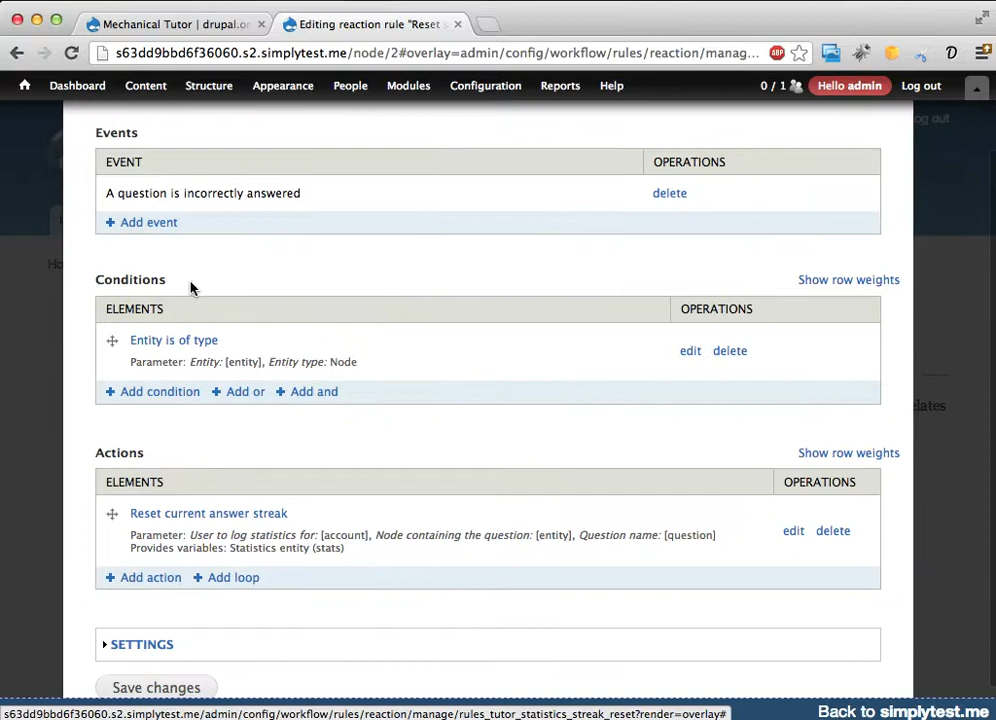 Mechanical Tutor | drupal.or
Editing reaction rule "Reset
s63dd9bbd6f36060.s2.simplytest.me/node/2#overlay=admin/config/workflow/rules/reaction/manag...
ABP
D
Dashboard Content Structure Appearance People Modules Configuration Reports Help 0 / 1 Hello admin Log out
og out
Events
EVENT OPERATIONS
A question is incorrectly answered delete
+ Add event
Ho
Conditions Show row weights
ELEMENTS OPERATIONS
Entity is of type
edit delete
Parameter: Entity: [entity], Entity type: Node
+ Add condition + Add or + Add and
elates
Actions Show row weights
ELEMENTS OPERATIONS
Reset current answer streak
edit delete
Parameter: User to log statistics for: [account], Node containing the question: [entity], Question name: [question]
Provides variables: Statistics entity (stats)
+ Add action + Add loop
SETTINGS
Save changes
s63dd9bbd6f36060.s2.simplytest.me/admin/config/workflow/rules/reaction/manage/rules_tutor_statistics_streak_reset?render=overlay#
Back to simplytest.me